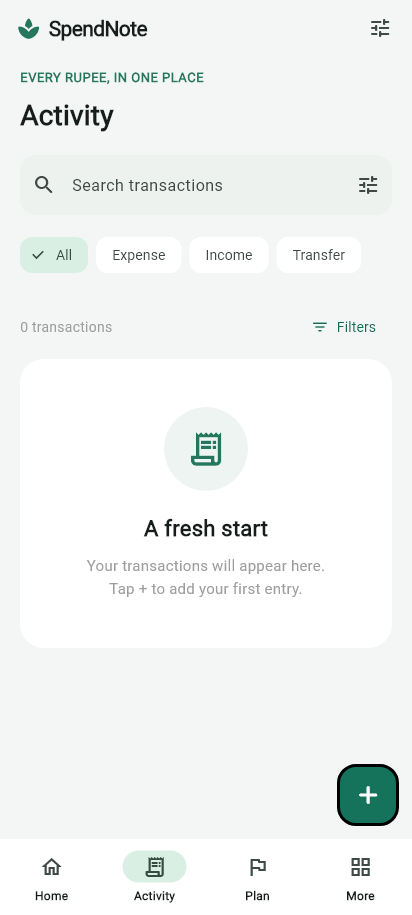 SpendNote
EVERY RUPEE, IN ONE PLACE
Activity
Search transactions
All
Expense
Income
Transfer
0 transactions
Filters
A fresh start
Your transactions will appear here.
Tap + to add your first entry.
Home
Activity
Plan
More